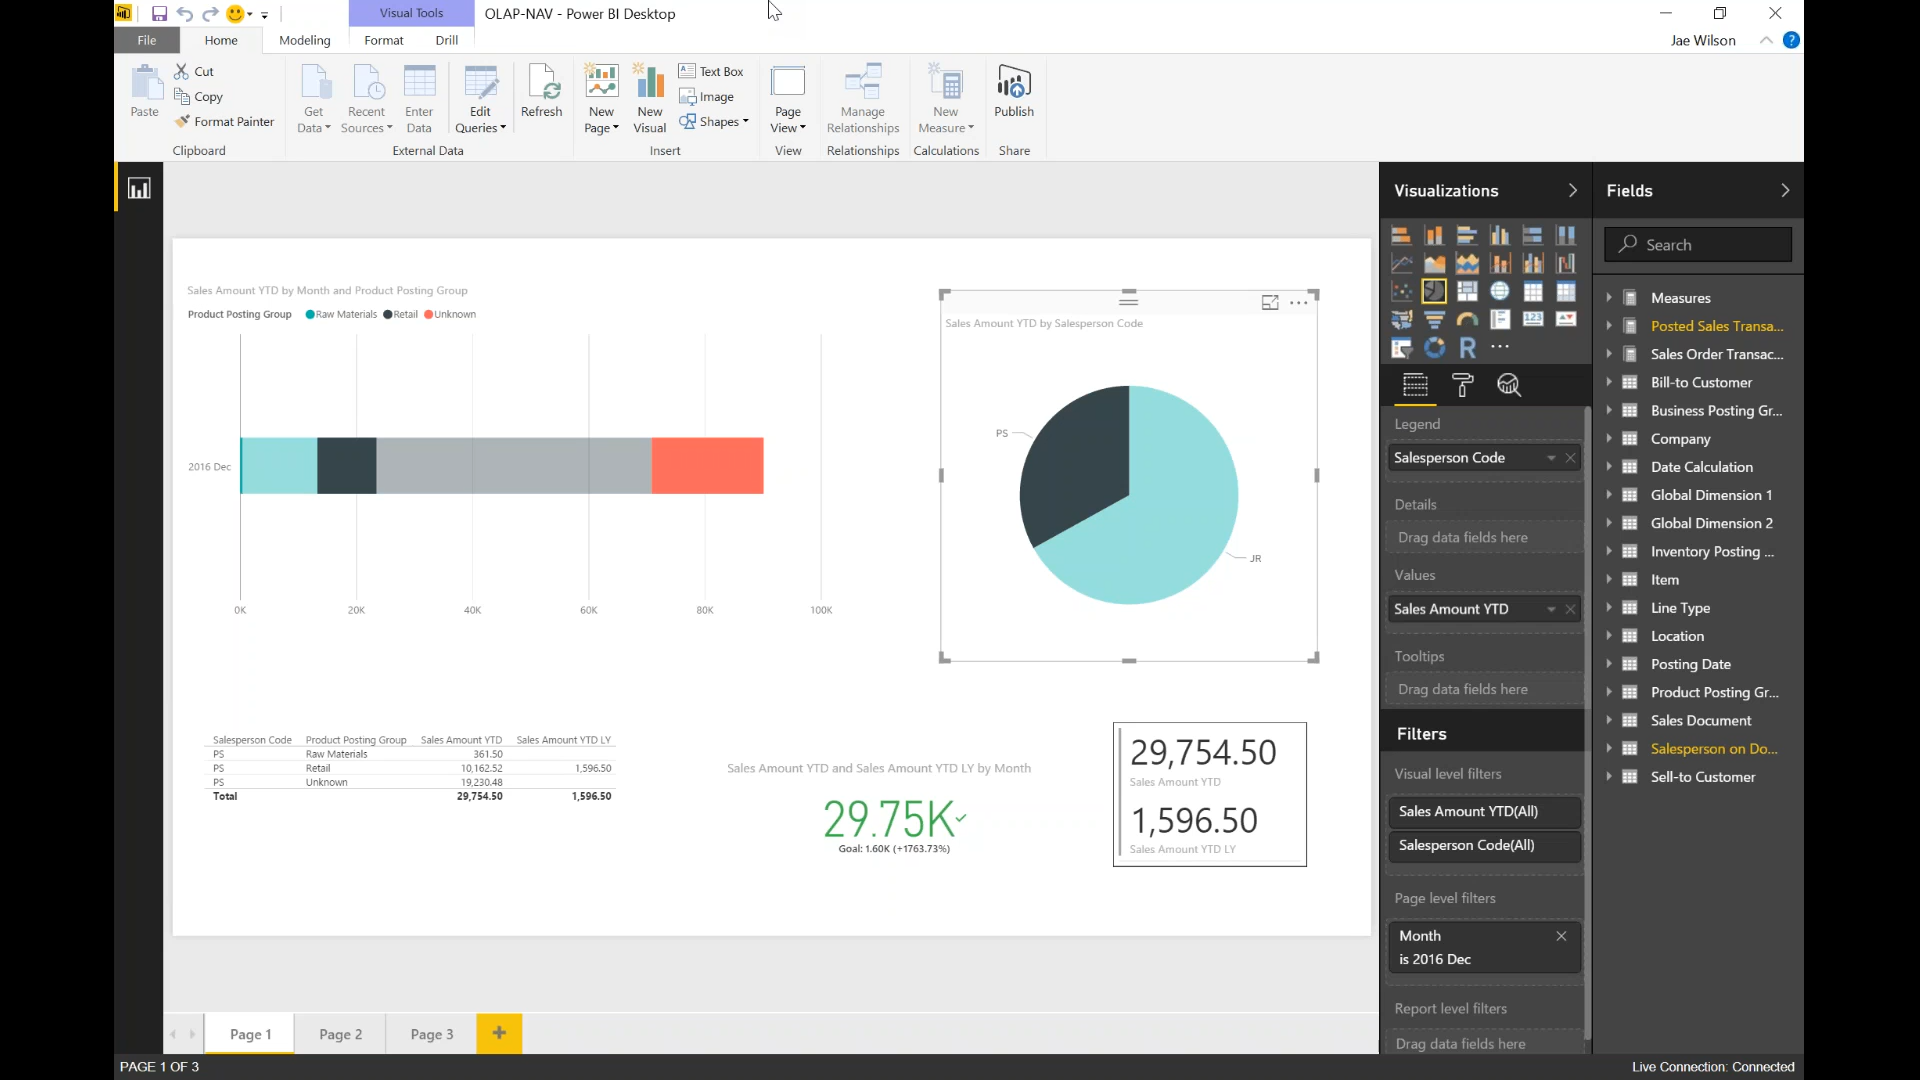 Visual Tools
OLAP-NAV - Power BI Desktop
File
Home
Modeling
Format
Drill
Jae Wilson
?
Paste
Cut
Copy
Format Painter
Clipboard
Get Data
Recent Sources
Enter Data
Edit Queries
Refresh
External Data
New Page
New Visual
Text Box
Image
Shapes
Insert
Page View
View
Manage Relationships
Relationships
New Measure
Calculations
Publish
Share
Sales Amount YTD by Month and Product Posting Group
Product Posting Group Raw Materials Retail Unknown
2016 Dec
0K 20K 40K 60K 80K 100K
Sales Amount YTD by Salesperson Code
PS
JR
Salesperson Code Product Posting Group Sales Amount YTD Sales Amount YTD LY
PS Raw Materials 361.50
PS Retail 10,162.52 1,596.50
PS Unknown 19,230.48
Total 29,754.50 1,596.50
Sales Amount YTD and Sales Amount YTD LY by Month
29.75K
Goal: 1.60K (+1763.73%)
29,754.50
Sales Amount YTD
1,596.50
Sales Amount YTD LY
Visualizations
123
R
Legend
Salesperson Code
Details
Drag data fields here
Values
Sales Amount YTD
Tooltips
Drag data fields here
Filters
Visual level filters
Sales Amount YTD(All)
Salesperson Code(All)
Page level filters
Month
is 2016 Dec
Report level filters
Drag data fields here
Fields
Search
Measures
Posted Sales Transa...
Sales Order Transac...
Bill-to Customer
Business Posting Gr...
Company
Date Calculation
Global Dimension 1
Global Dimension 2
Inventory Posting ...
Item
Line Type
Location
Posting Date
Product Posting Gr...
Sales Document
Salesperson on Do...
Sell-to Customer
Page 1
Page 2
Page 3
PAGE 1 OF 3
Live Connection: Connected